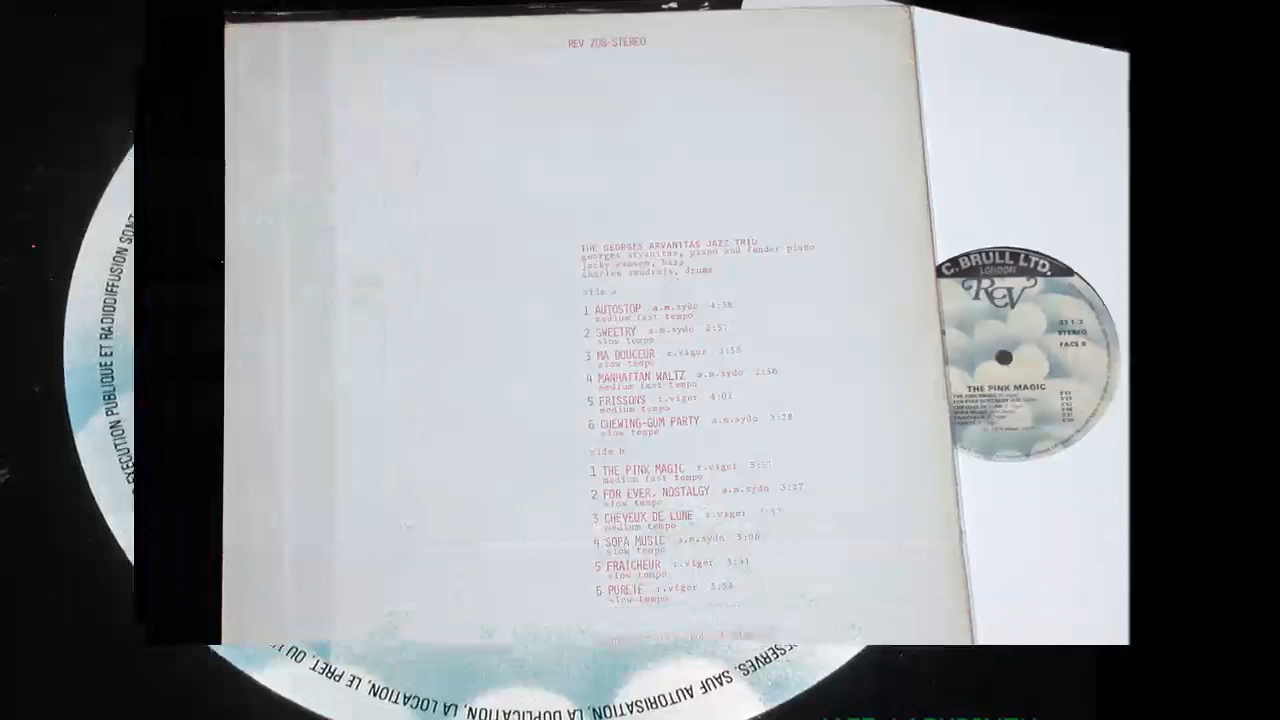 REV 208 STEREO
THE GEORGES ARVANITAS JAZZ TRIO
georges arvanitas, piano and fender piano
jacky samson, bass
charles saudrais, drums
side a
1 AUTOSTOP a.m.sydo 4:38
medium fast tempo
2 SWEETRY a.m.sydo 2:57
slow tempo
3 MA DOUCEUR r.viger 3:55
slow tempo
4 MANHATTAN WALTZ a.m.sydo 2:56
medium fast tempo
5 FRISSONS r.viger 4:02
medium tempo
6 CHEWING-GUM PARTY a.m.sydo 3:28
slow tempo
side b
1 THE PINK MAGIC r.viger
medium fast tempo
2 FOR EVER, NOSTALGY a.m.sydo 3:27
slow tempo
3 CHEVEUX DE LUNE r.viger
medium tempo
4 SOFA MUSIC a.m.sydo 3:06
slow tempo
5 FRAICHEUR r.viger
slow tempo
6 PURETE r.viger
slow tempo
C. BRULL LTD.
LONDON
REV
STEREO
THE PINK MAGIC
EXECUTION PUBLIQUE ET RADIODIFFUSION SONT
RESERVES. SAUF AUTORISATION, LA DUPLICATION, LA LOCATION, LE PRET, OU